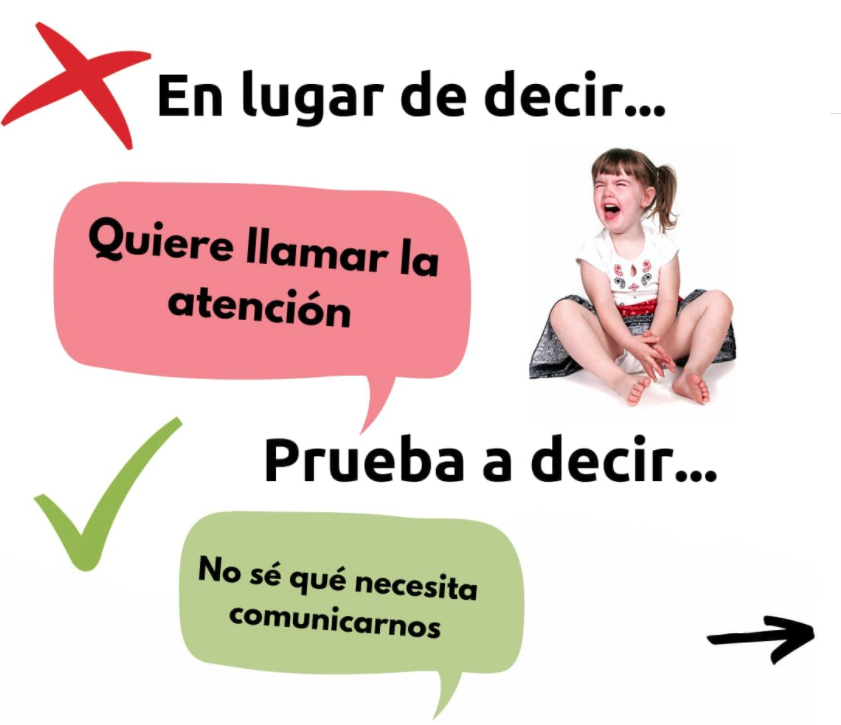 En lugar de decir...
Quiere llamar la
atención
Prueba a decir...
No sé qué necesita
comunicarnos